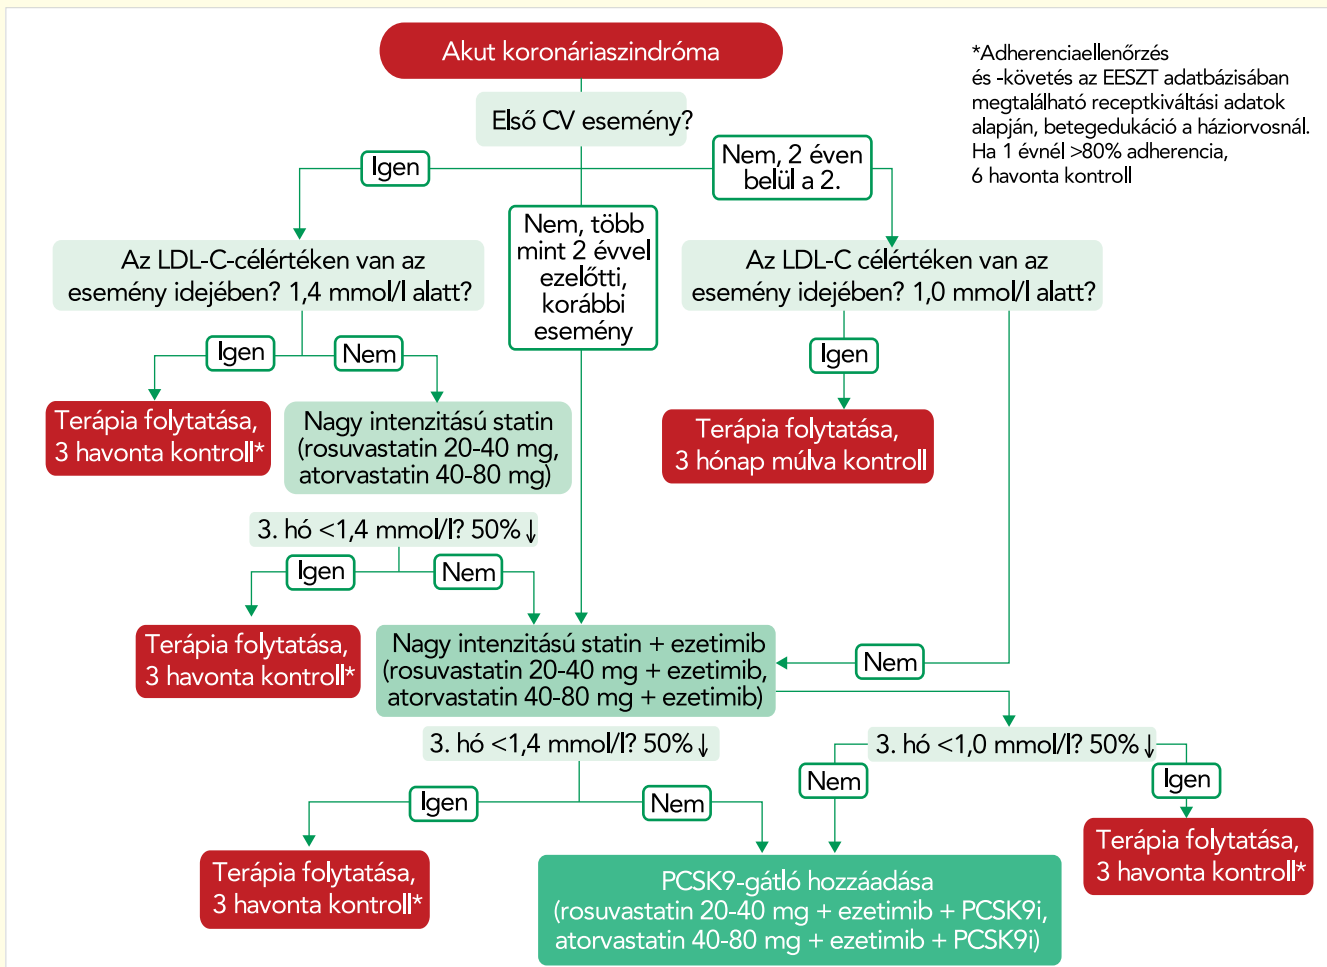 Akut koronáriaszindróma
*Adherenciaellenőrzés
és -követés az EESZT adatbázisában
megtalálható receptkiváltási adatok
alapján, betegedukáció a háziorvosnál.
Ha 1 évnél >80% adherencia,
6 havonta kontroll
Első CV esemény?
Igen
Nem, 2 éven
belül a 2.
Nem, több
mint 2 évvel
ezelőtti,
korábbi
esemény
Az LDL-C-célértéken van az
esemény idejében? 1,4 mmol/l alatt?
Az LDL-C célértéken van az
esemény idejében? 1,0 mmol/l alatt?
Igen
Nem
Igen
Terápia folytatása,
3 havonta kontroll*
Nagy intenzitású statin
(rosuvastatin 20-40 mg,
atorvastatin 40-80 mg)
Terápia folytatása,
3 hónap múlva kontroll
3. hó <1,4 mmol/l? 50%↓
Igen
Nem
Terápia folytatása,
3 havonta kontroll*
Nagy intenzitású statin + ezetimib
(rosuvastatin 20-40 mg + ezetimib,
atorvastatin 40-80 mg + ezetimib)
Nem
3. hó <1,4 mmol/l? 50%↓
3. hó <1,0 mmol/l? 50%↓
Igen
Nem
Nem
Igen
Terápia folytatása,
3 havonta kontroll*
PCSK9-gátló hozzáadása
(rosuvastatin 20-40 mg + ezetimib + PCSK9i,
atorvastatin 40-80 mg + ezetimib + PCSK9i)
Terápia folytatása,
3 havonta kontroll*